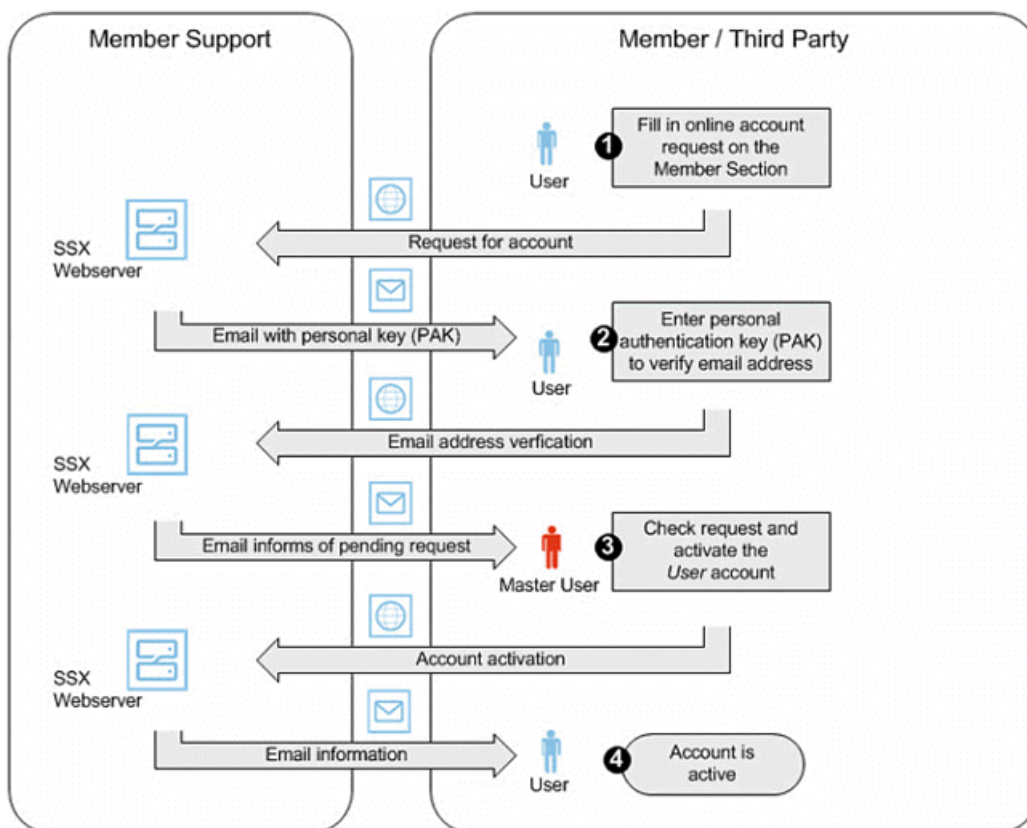 Member Support
Member / Third Party
1
Fill in online account
request on the
Member Section
User
SSX
Webserver
Request for account
Email with personal key (PAK)
2
Enter personal
authentication key (PAK)
to verify email address
User
Email address verfication
SSX
Webserver
Email informs of pending request
3
Check request and
activate the
User account
Master User
Account activation
SSX
Webserver
Email information
4
Account is
active
User